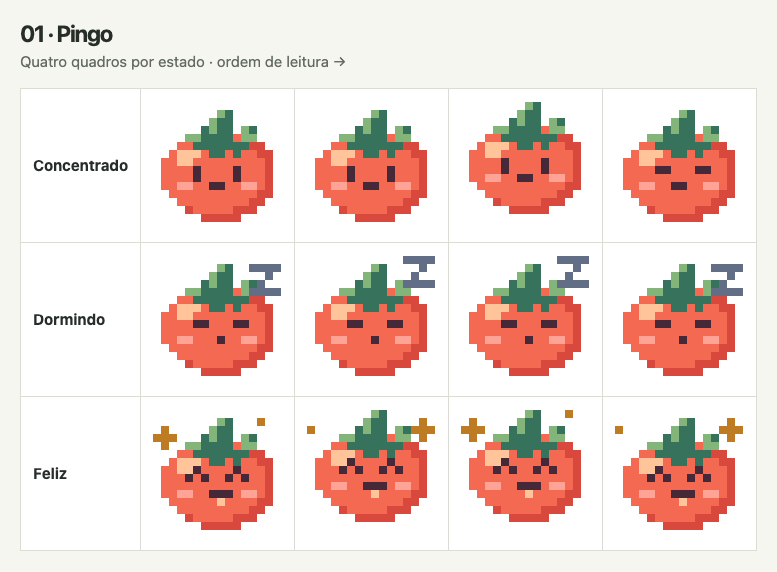 01 · Pingo
Quatro quadros por estado · ordem de leitura →
Concentrado
Dormindo
Feliz